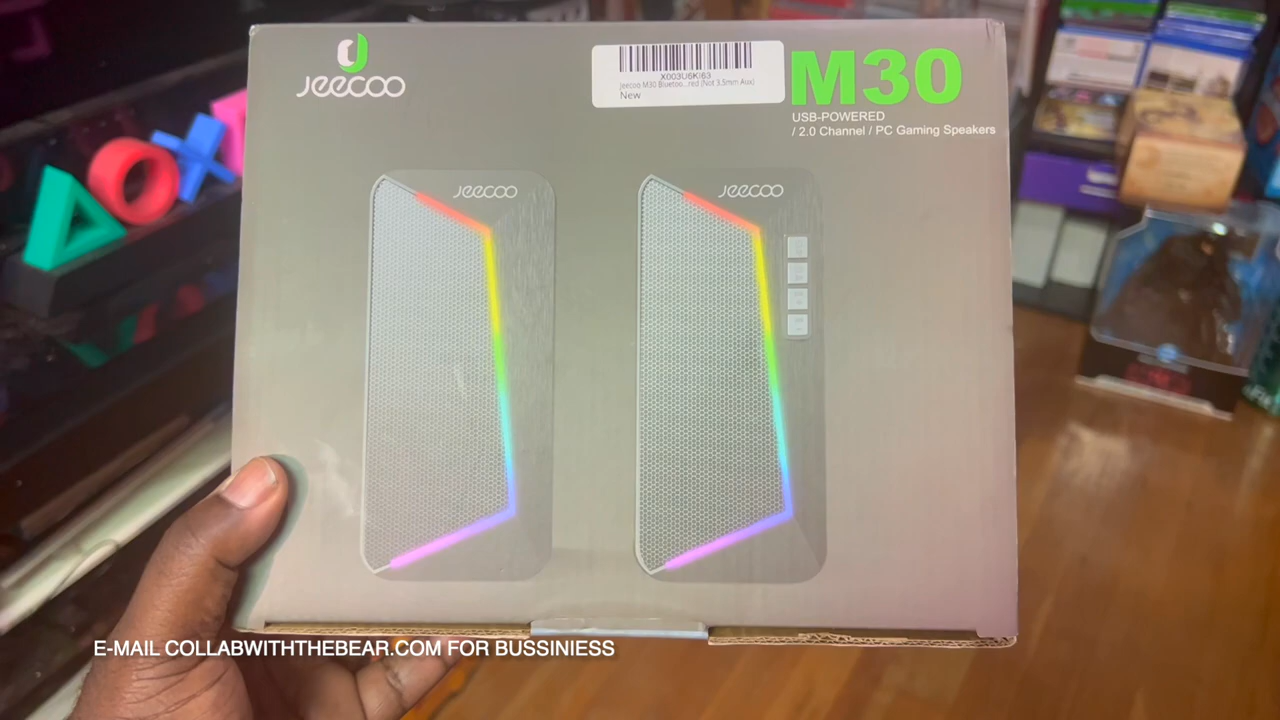 JEECOO
X003U6KI63
Jeecoo M30 Bluetoo...red (Not 3.5mm Aux)
New
M30
USB-POWERED
/ 2.0 Channel / PC Gaming Speakers
JEECOO
JEECOO
E-MAIL COLLABWITHTHEBEAR.COM FOR BUSSINIESS